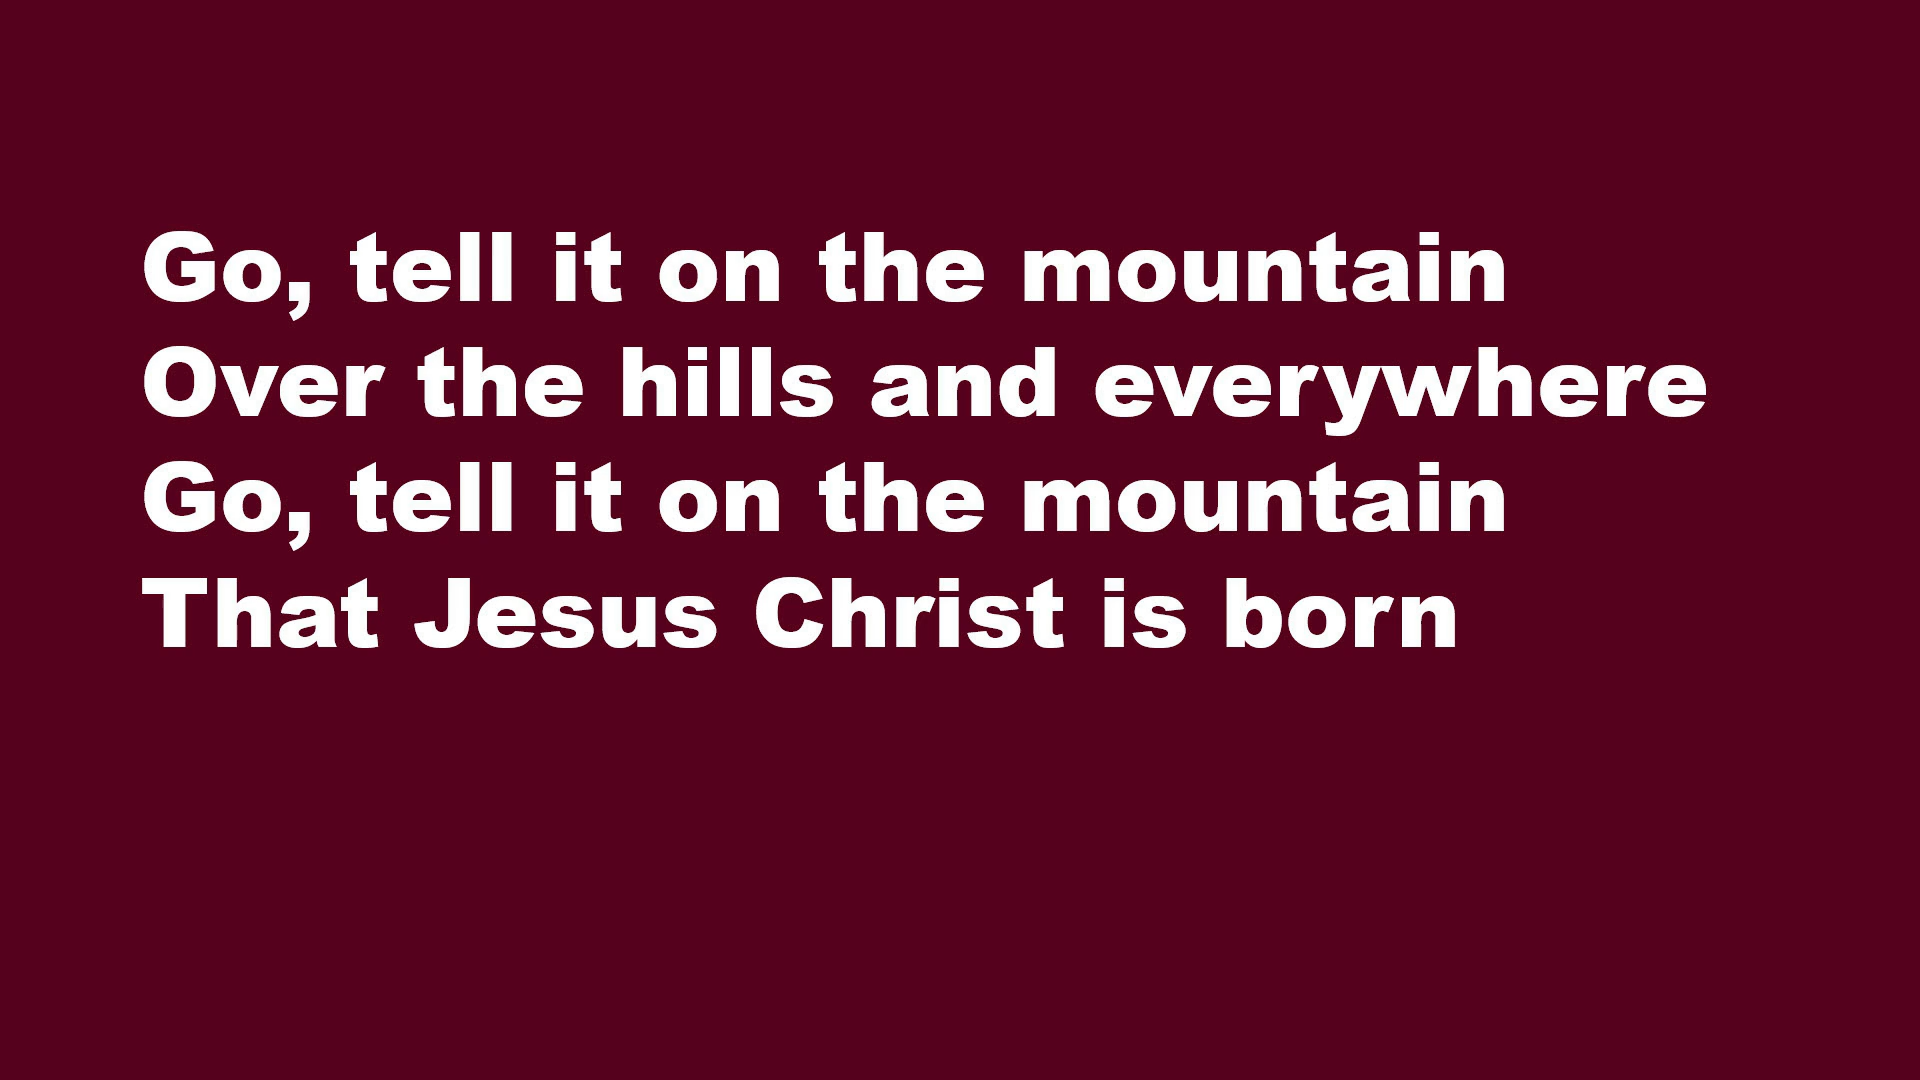 Go, tell it on the mountain
Over the hills and everywhere
Go, tell it on the mountain
That Jesus Christ is born